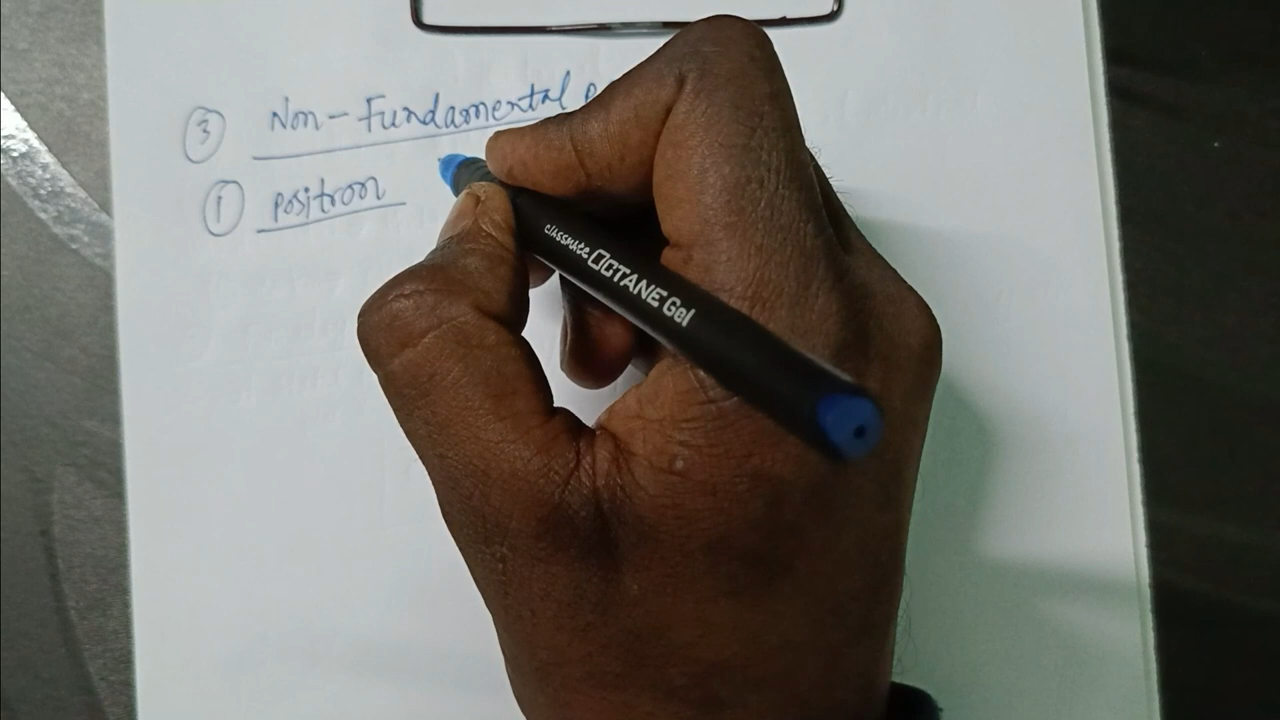 ③ Non-Fundamental
① positron
classmate OCTANE Gel